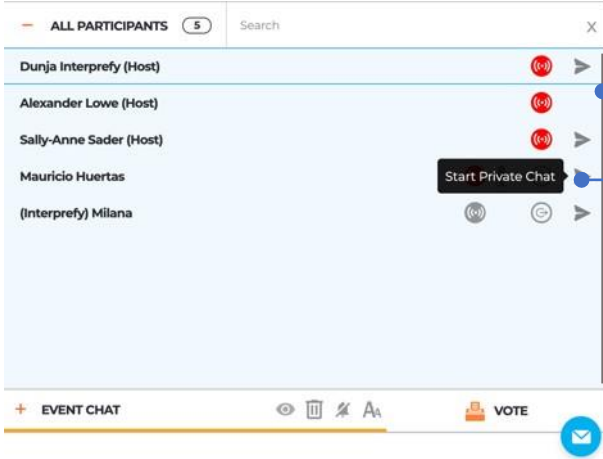 ALL PARTICIPANTS 5 Search X
Dunja Interprefy (Host)
Alexander Lowe (Host)
Sally-Anne Sader (Host)
Mauricio Huertas Start Private Chat
(Interprefy) Milana
EVENT CHAT AA VOTE